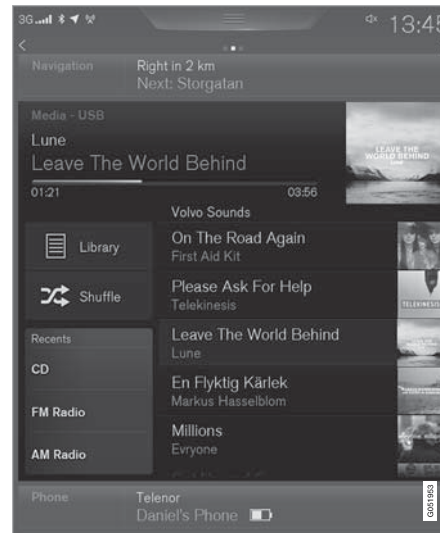 3G 13:45
Navigation Right in 2 km
Next: Storgatan
Media - USB
Lune
Leave The World Behind
01:21 03:56
LEAVE THE
WORLD BEHIND
Lune
Volvo Sounds
Library
Shuffle
On The Road Again
First Aid Kit
Please Ask For Help
Telekinesis
TELEKINESIS
Leave The World Behind
Lune
En Flyktig Kärlek
Markus Hasselblom
Millions
Evryone
Recents
CD
FM Radio
AM Radio
Phone Telenor
Daniel's Phone
G051953